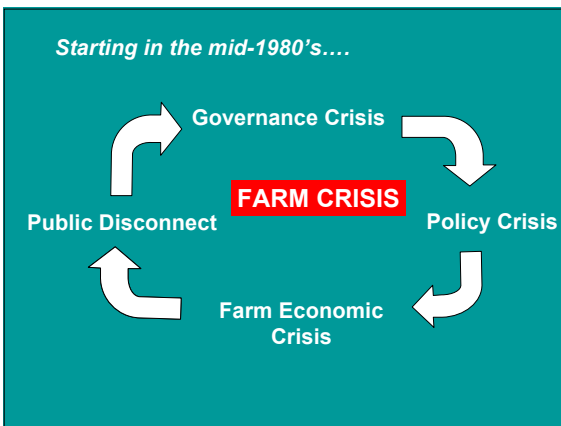 Starting in the mid-1980's....
Governance Crisis
FARM CRISIS
Public Disconnect
Policy Crisis
Farm Economic
Crisis